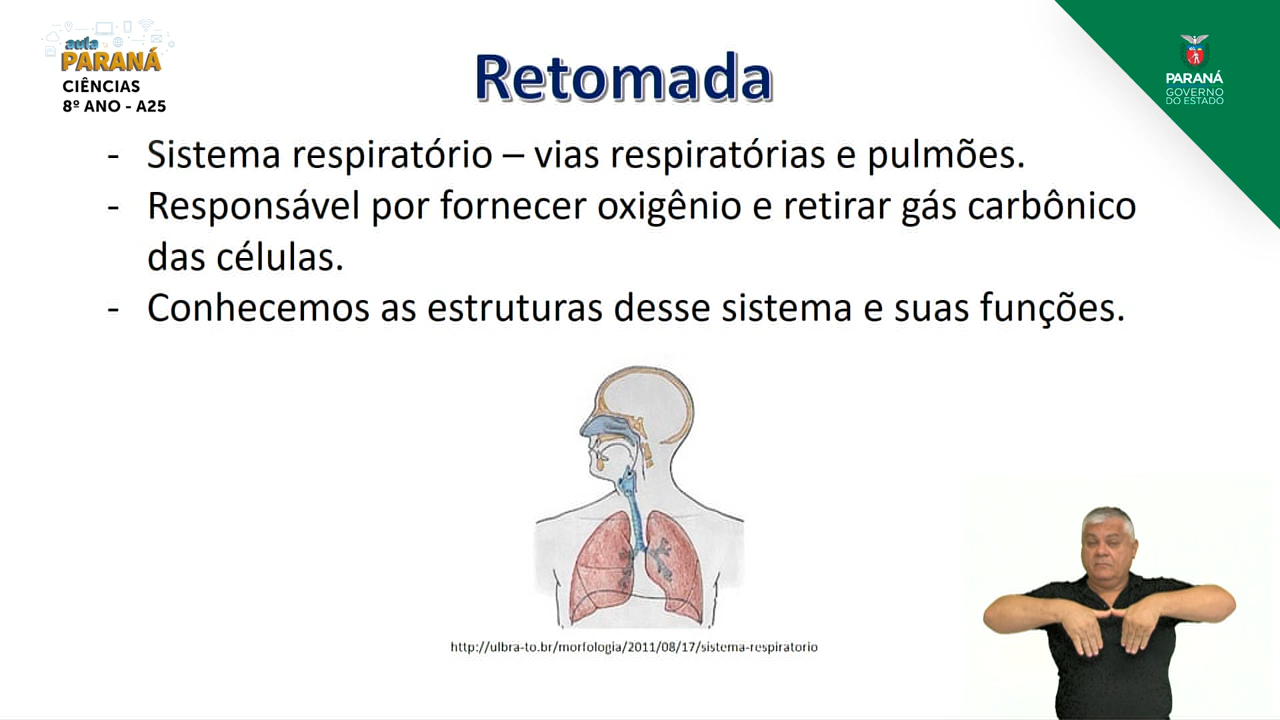 aula
PARANÁ
CIÊNCIAS
8º ANO - A25
Retomada
PARANÁ
GOVERNO
DO ESTADO
- Sistema respiratório – vias respiratórias e pulmões.
- Responsável por fornecer oxigênio e retirar gás carbônico
das células.
- Conhecemos as estruturas desse sistema e suas funções.
http://ulbra-to.br/morfologia/2011/08/17/sistema-respiratorio